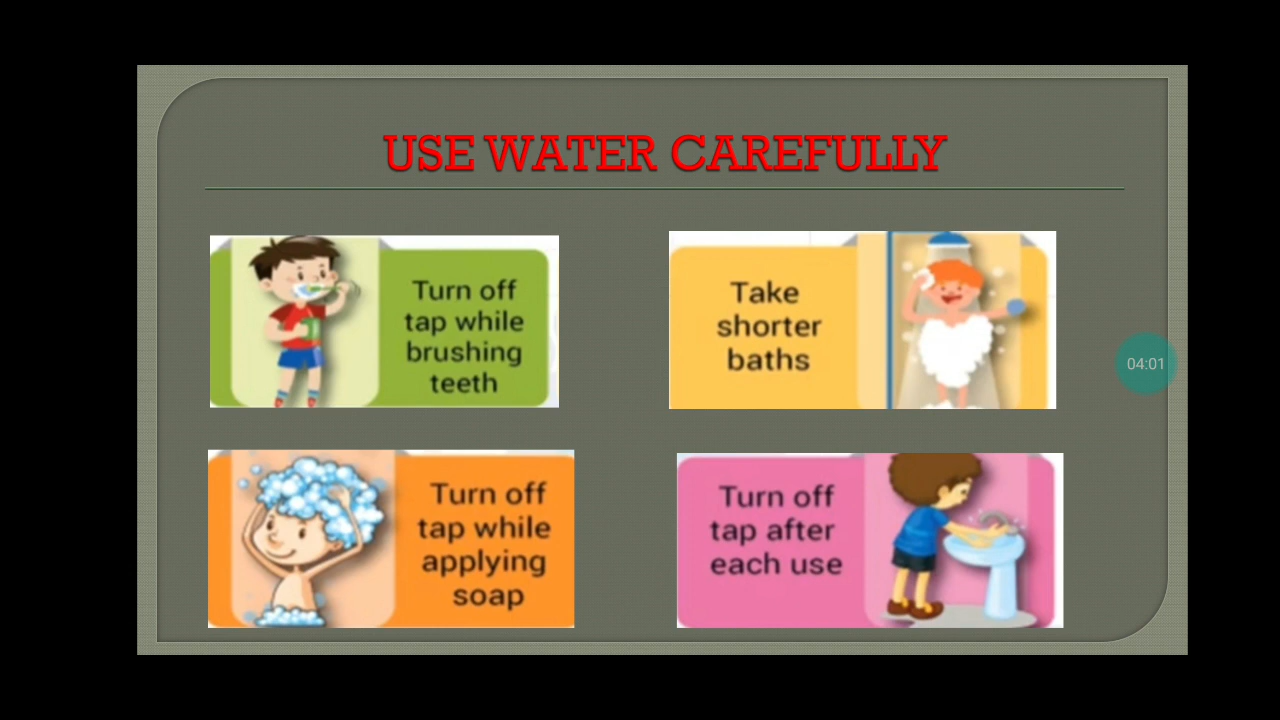 USE WATER CAREFULLY
Turn off
tap while
brushing
teeth
Take
shorter
baths
04:01
Turn off
tap while
applying
soap
Turn off
tap after
each use